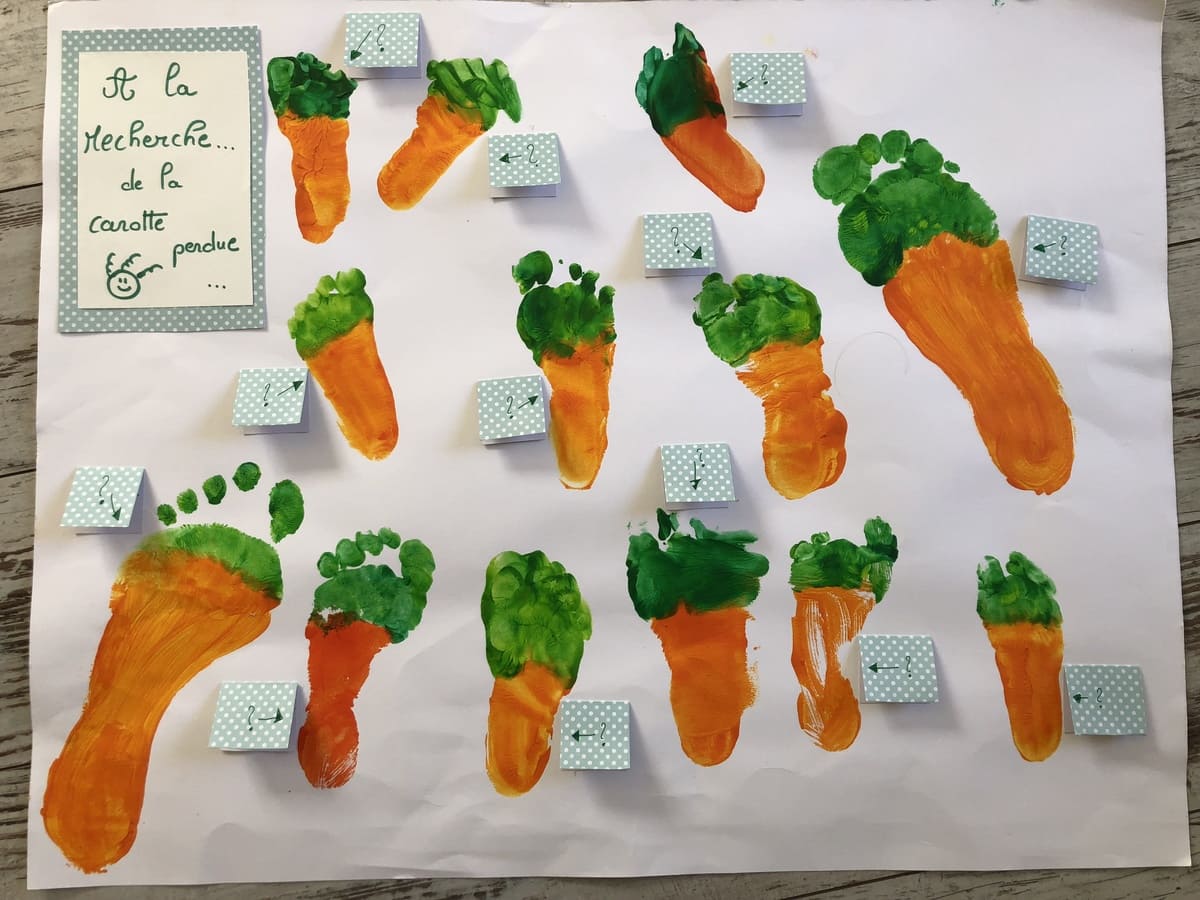 A la
Recherche...
de la
carotte
perdue
...
↙ ?
← ?
↙ ?
? ↘
← ?
? ↗
? ↗
? ↓
? ↘
? →
← ?
← ?
← ?